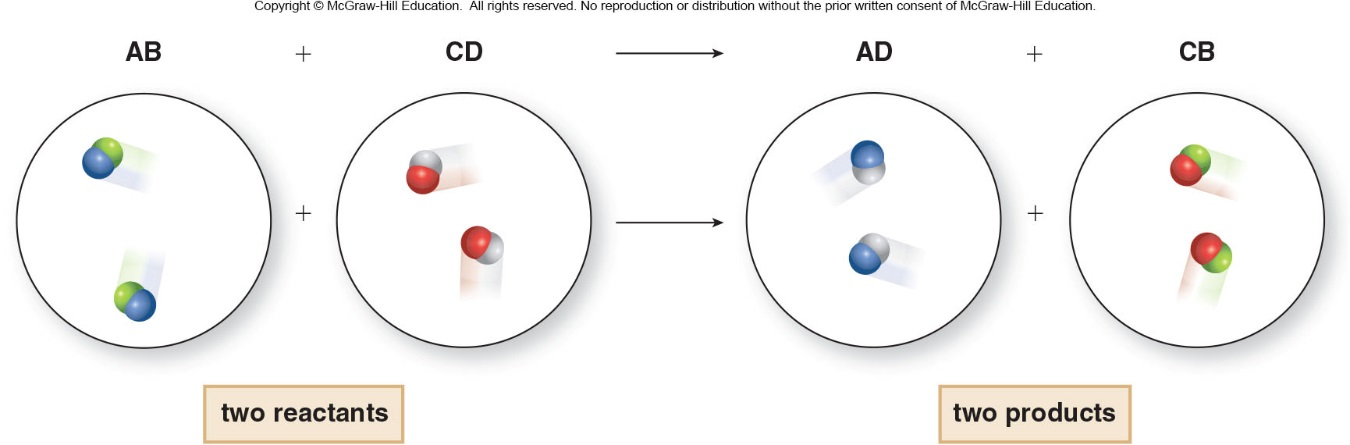 Copyright © McGraw-Hill Education. All rights reserved. No reproduction or distribution without the prior written consent of McGraw-Hill Education.
AB + CD → AD + CB
+ → +
two reactants two products